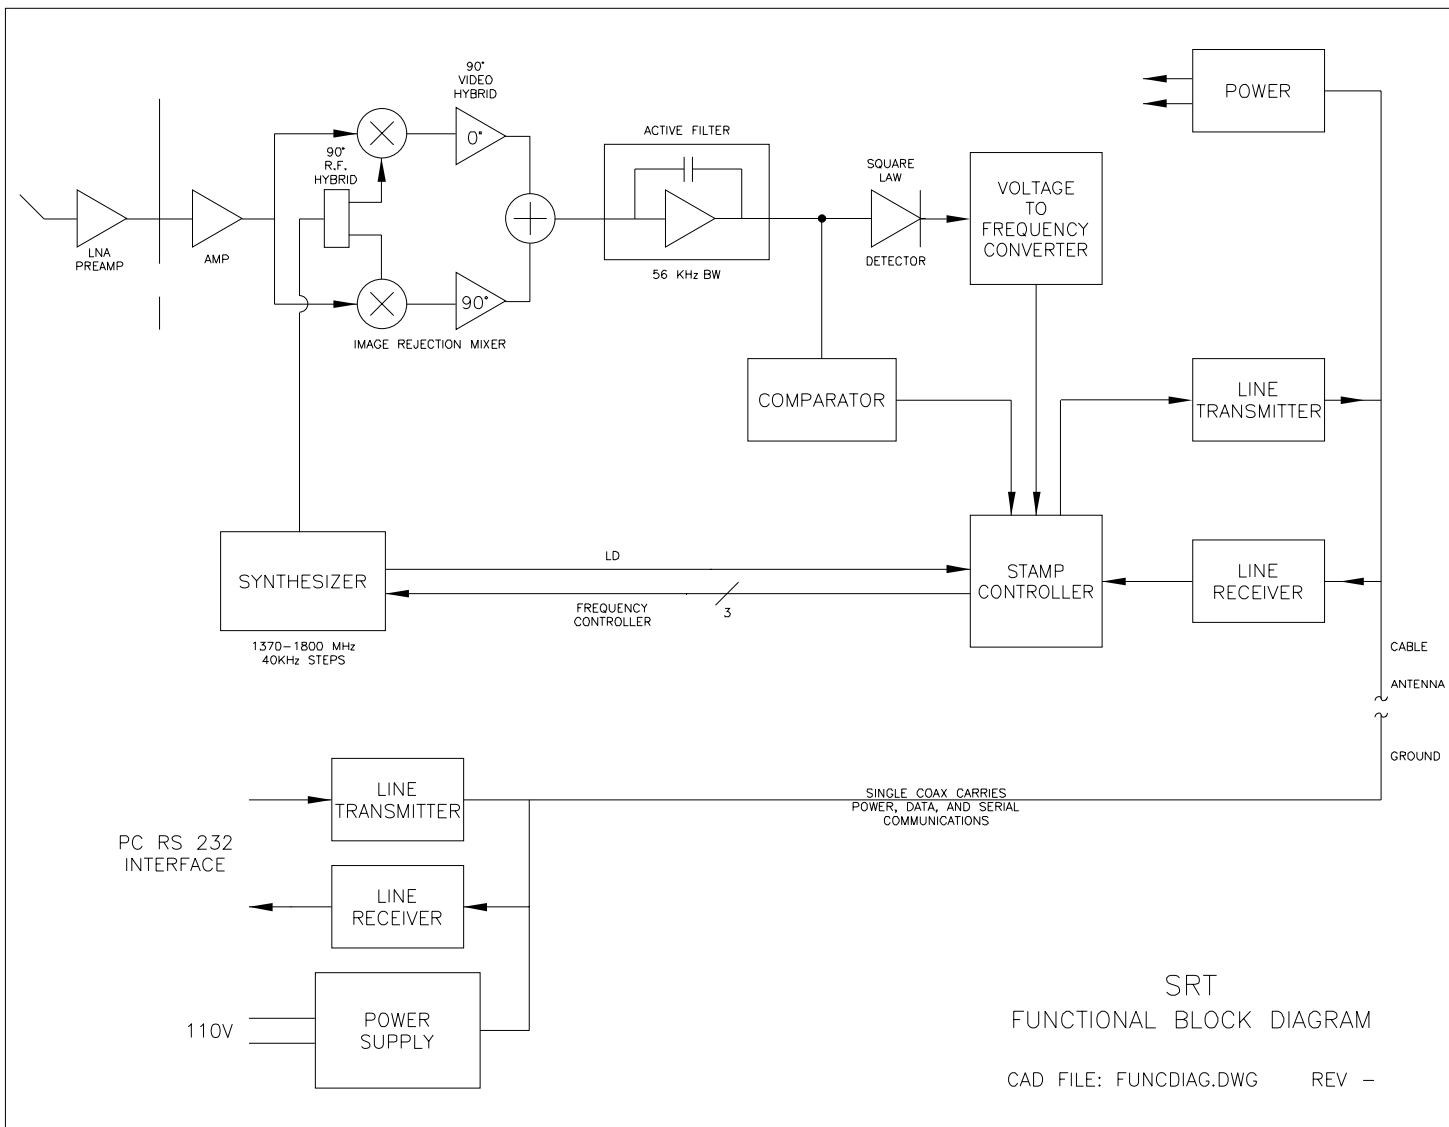 90°
VIDEO
HYBRID
0°
90°
R.F.
HYBRID
LNA
PREAMP
AMP
90°
IMAGE REJECTION MIXER
ACTIVE FILTER
56 KHz BW
SQUARE
LAW
DETECTOR
VOLTAGE
TO
FREQUENCY
CONVERTER
POWER
COMPARATOR
LINE
TRANSMITTER
SYNTHESIZER
1370-1800 MHz
40KHz STEPS
LD
FREQUENCY
CONTROLLER
3
STAMP
CONTROLLER
LINE
RECEIVER
CABLE
ANTENNA
GROUND
LINE
TRANSMITTER
SINGLE COAX CARRIES
POWER, DATA, AND SERIAL
COMMUNICATIONS
PC RS 232
INTERFACE
LINE
RECEIVER
110V
POWER
SUPPLY
SRT
FUNCTIONAL BLOCK DIAGRAM
CAD FILE: FUNCDIAG.DWG REV -